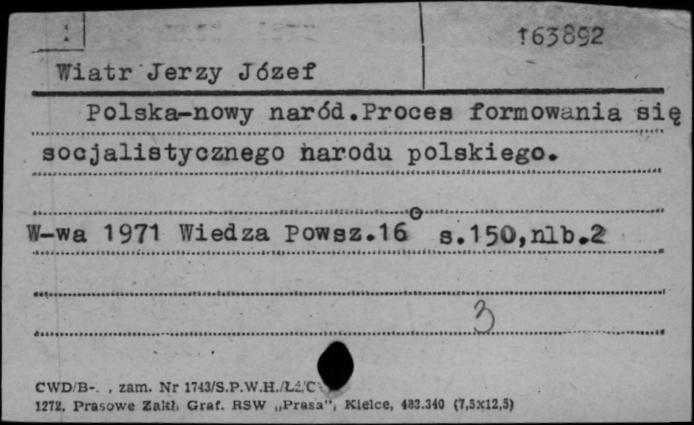 163892
Wiatr Jerzy Józef
Polska-nowy naród.Proces formowania się
socjalistycznego narodu polskiego.
W-wa 1971 Wiedza Powsz.16° s.150,nlb.2
3
CWD/B-. , zam. Nr 1743/S.P.W.H.
1272. Prasowe Zakł. Graf. RSW „Prasa", Kielce, 483.340 (7,5x12,5)